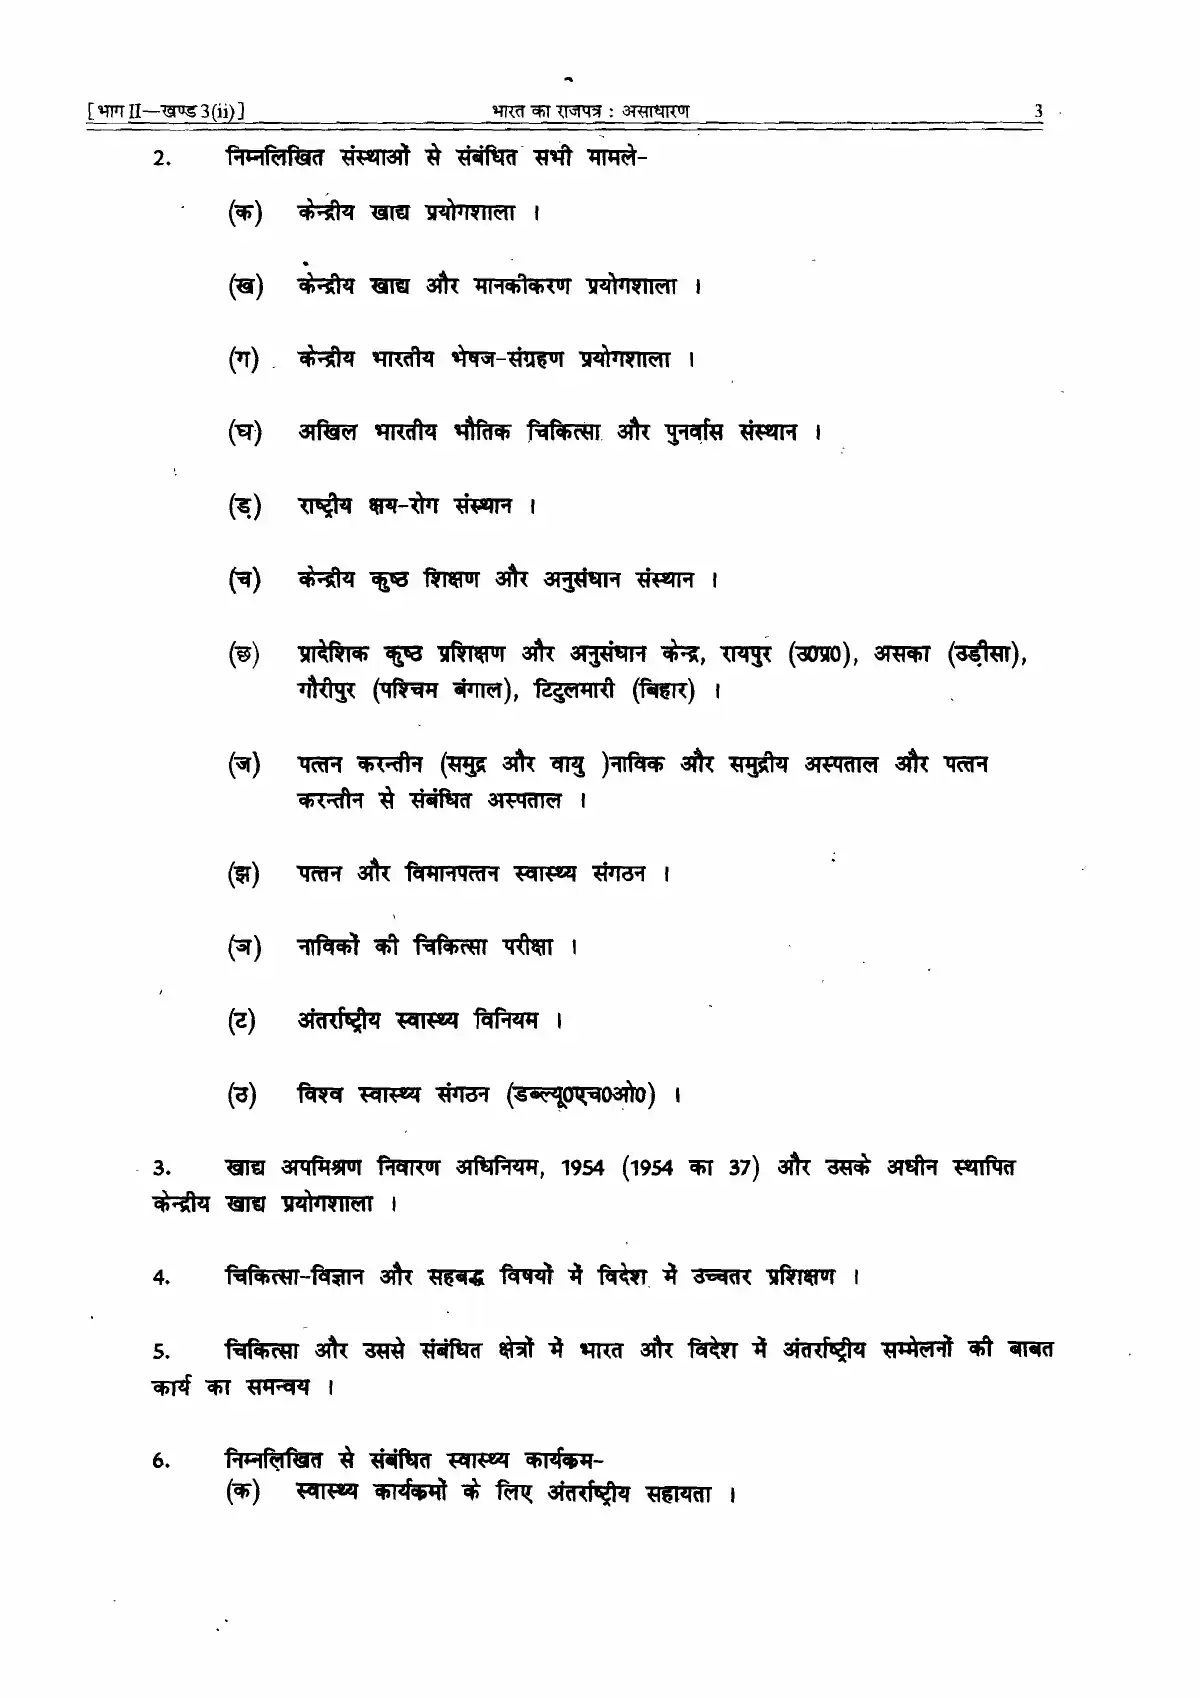 [ भाग II—खण्ड 3(ii) ] भारत का राजपत्र : असाधारण 3
2. निम्नलिखित संस्थाओं से संबंधित सभी मामले-
(क) केन्द्रीय खाद्य प्रयोगशाला ।
(ख) केन्द्रीय खाद्य और मानकीकरण प्रयोगशाला ।
(ग) केन्द्रीय भारतीय भेषज-संग्रहण प्रयोगशाला ।
(घ) अखिल भारतीय भौतिक चिकित्सा और पुनर्वास संस्थान ।
(ड़) राष्ट्रीय क्षय-रोग संस्थान ।
(च) केन्द्रीय कुष्ठ शिक्षण और अनुसंधान संस्थान ।
(छ) प्रादेशिक कुष्ठ प्रशिक्षण और अनुसंधान केन्द्र, रायपुर (उ0प्र0), असका (उड़ीसा),
गौरीपुर (पश्चिम बंगाल), टिटुलमारी (बिहार) ।
(ज) पत्तन करन्तीन (समुद्र और वायु )नाविक और समुद्रीय अस्पताल और पत्तन
करन्तीन से संबंधित अस्पताल ।
(झ) पत्तन और विमानपत्तन स्वास्थ्य संगठन ।
(ञ) नाविकों की चिकित्सा परीक्षा ।
(ट) अंतर्राष्ट्रीय स्वास्थ्य विनियम ।
(ठ) विश्व स्वास्थ्य संगठन (डब्ल्यू0एच0ओ0) ।
3. खाद्य अपमिश्रण निवारण अधिनियम, 1954 (1954 का 37) और उसके अधीन स्थापित
केन्द्रीय खाद्य प्रयोगशाला ।
4. चिकित्सा-विज्ञान और सहबद्ध विषयों में विदेश में उच्चतर प्रशिक्षण ।
5. चिकित्सा और उससे संबंधित क्षेत्रों में भारत और विदेश में अंतर्राष्ट्रीय सम्मेलनों की बाबत
कार्य का समन्वय ।
6. निम्नलिखित से संबंधित स्वास्थ्य कार्यक्रम-
(क) स्वास्थ्य कार्यक्रमों के लिए अंतर्राष्ट्रीय सहायता ।